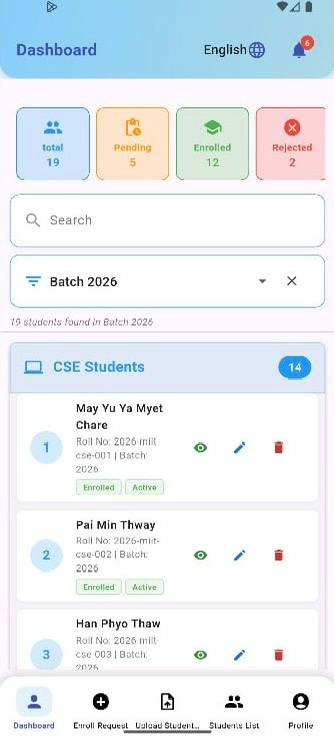 Dashboard
English
6
total
19
Pending
5
Enrolled
12
Rejected
2
Search
Batch 2026
19 students found in Batch 2026
CSE Students
14
1
May Yu Ya Myet
Chare
Roll No: 2026-miit-
cse-001 | Batch:
2026
Enrolled Active
2
Pai Min Thway
Roll No: 2026-miit-
cse-002 | Batch:
2026
Enrolled Active
3
Han Phyo Thaw
Roll No: 2026-miit-
cse-003 | Batch:
2026
Dashboard
Enroll Request
Upload Student...
Students List
Profile